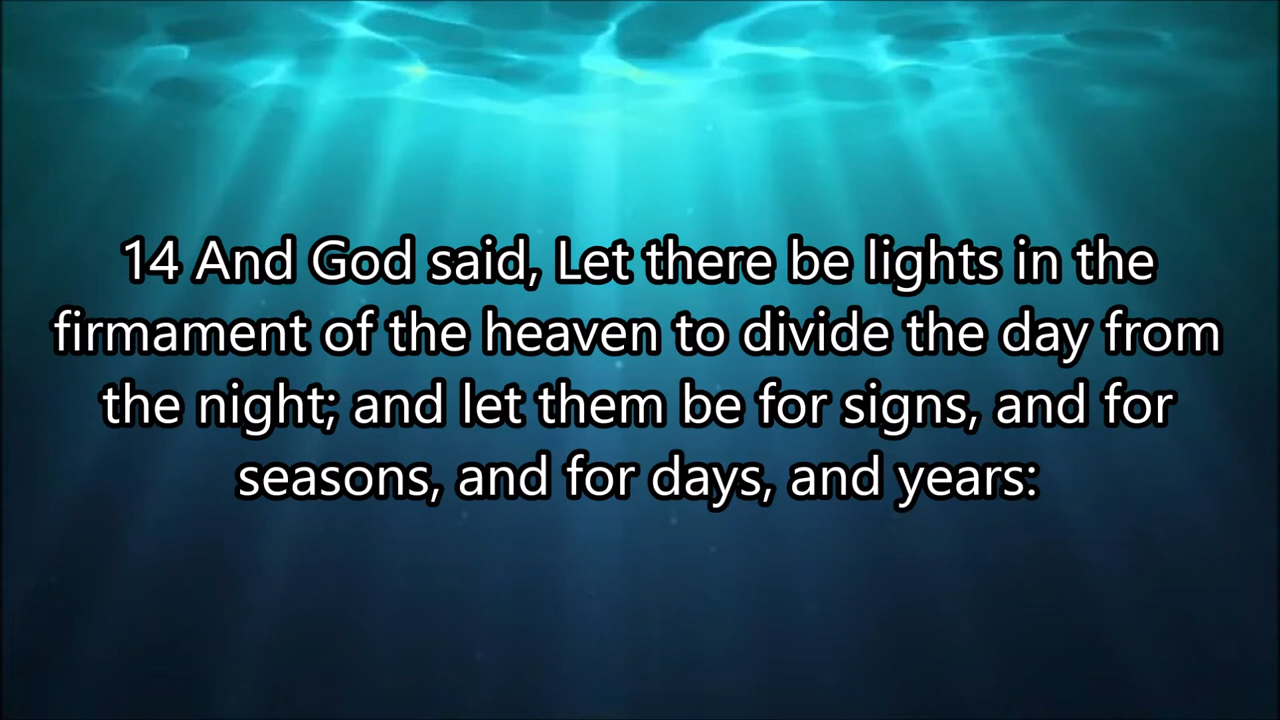 14 And God said, Let there be lights in the
firmament of the heaven to divide the day from
the night; and let them be for signs, and for
seasons, and for days, and years: